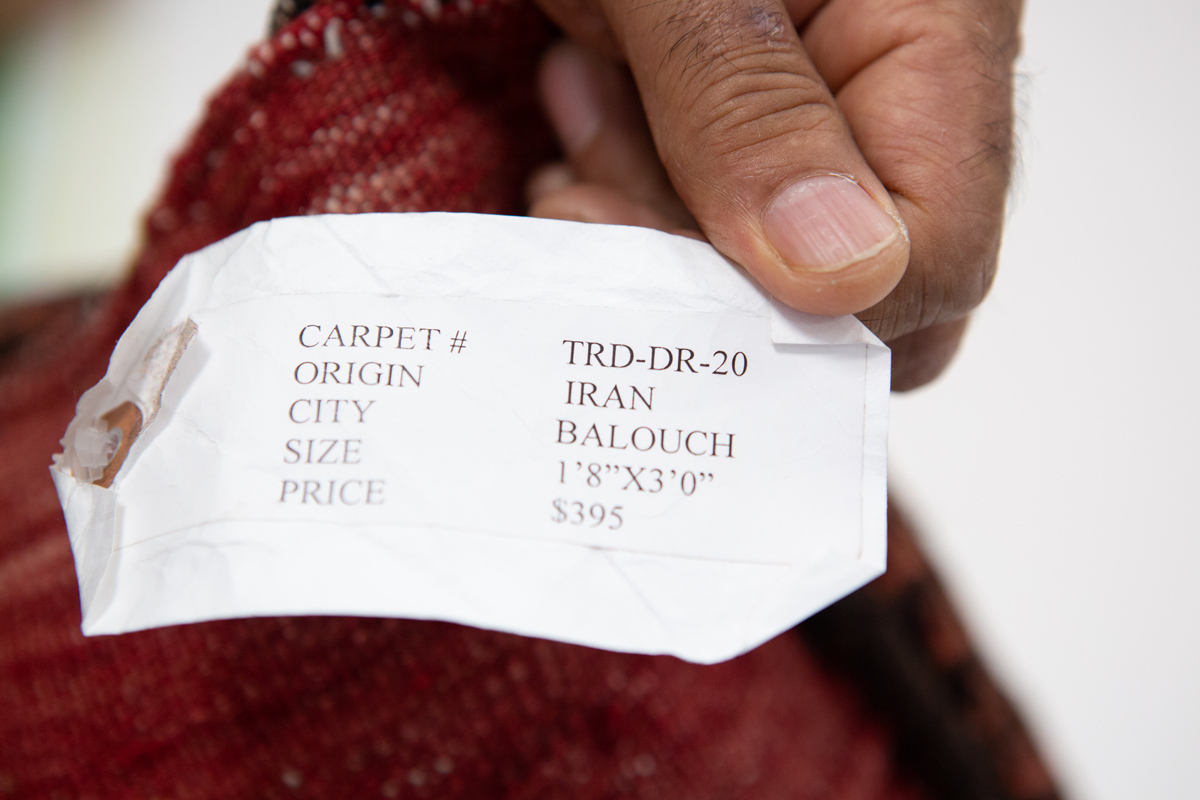 CARPET # TRD-DR-20
ORIGIN IRAN
CITY BALOUCH
SIZE 1’8”X3’0”
PRICE $395